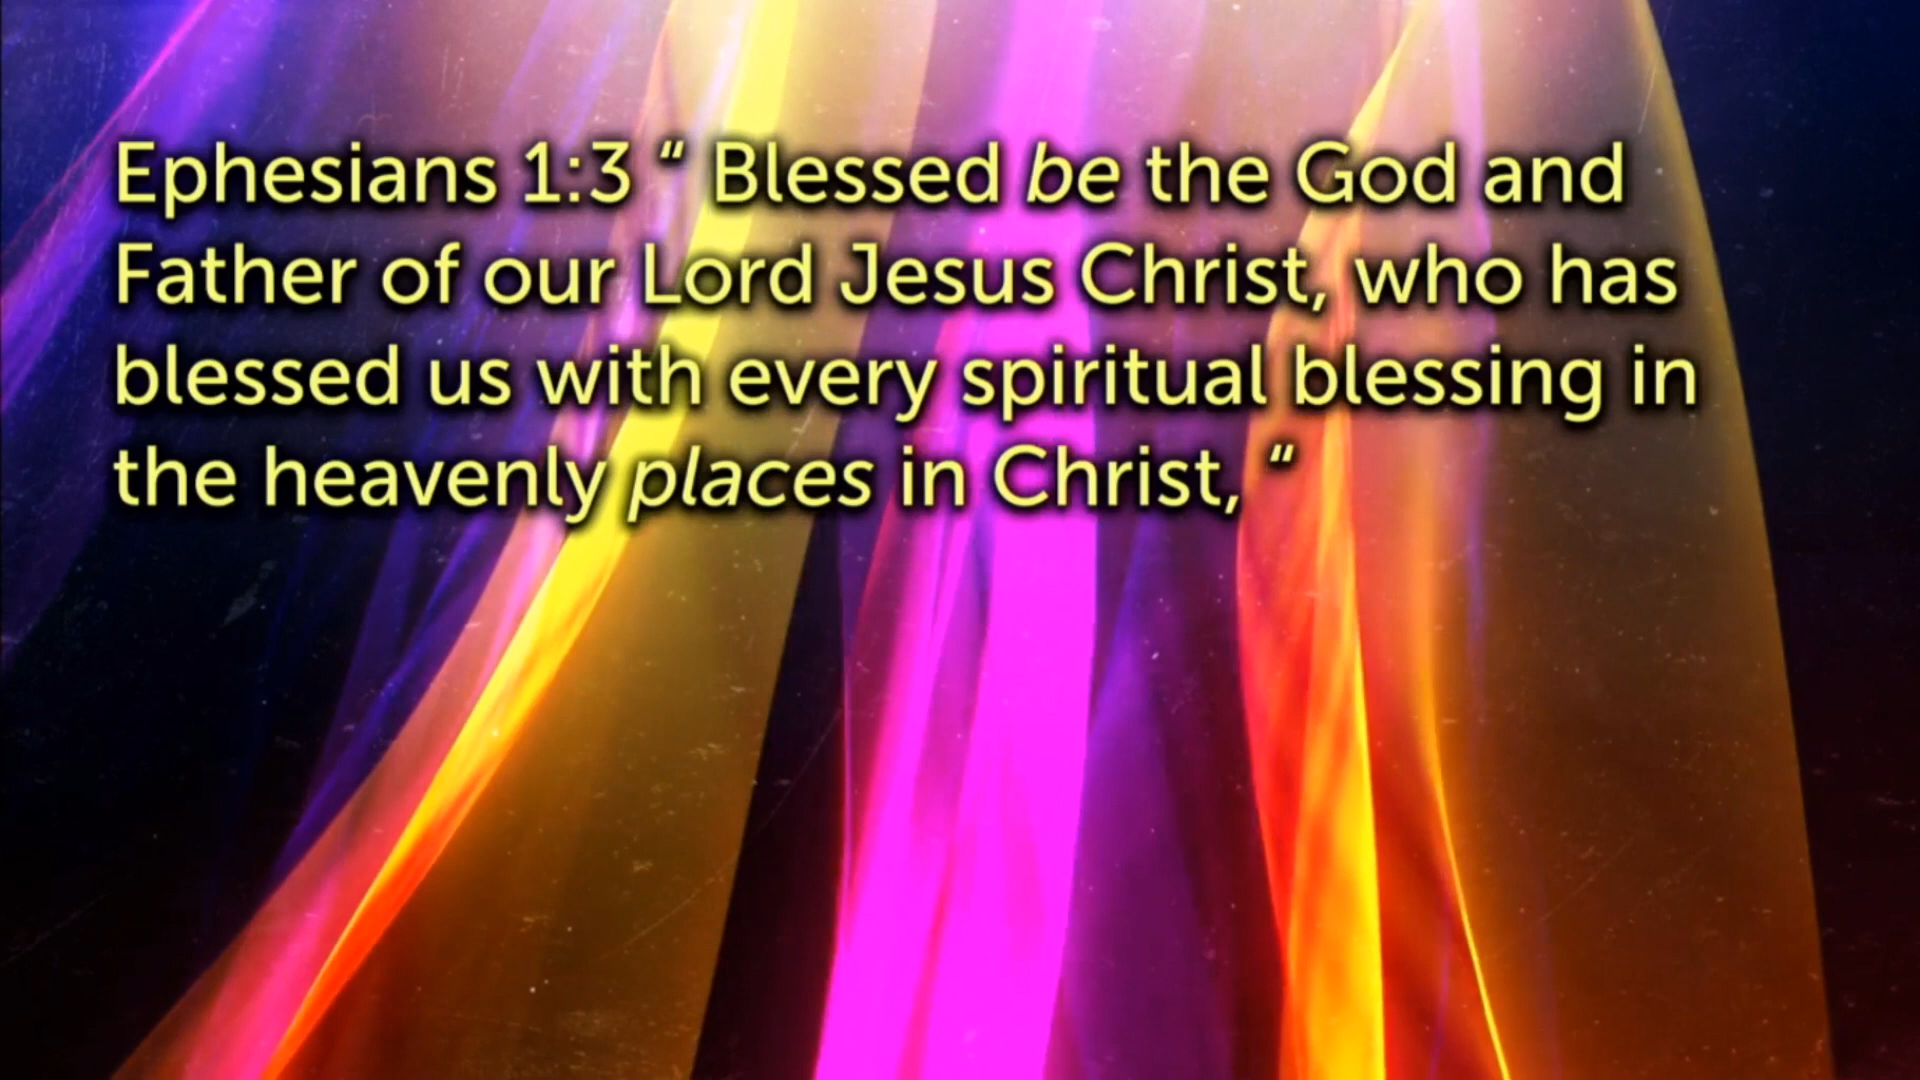 Ephesians 1:3 “ Blessed be the God and
Father of our Lord Jesus Christ, who has
blessed us with every spiritual blessing in
the heavenly places in Christ, “